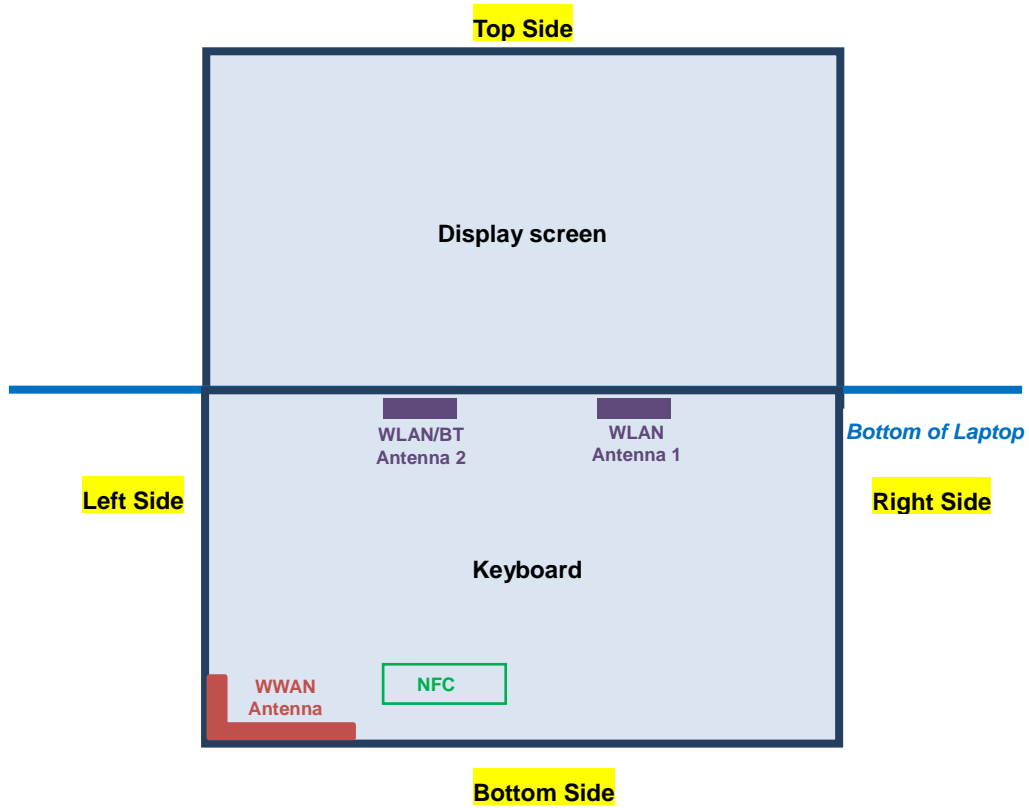 Top Side
Display screen
WLAN/BT
Antenna 2
WLAN
Antenna 1
Bottom of Laptop
Left Side
Right Side
Keyboard
WWAN
Antenna
NFC
Bottom Side